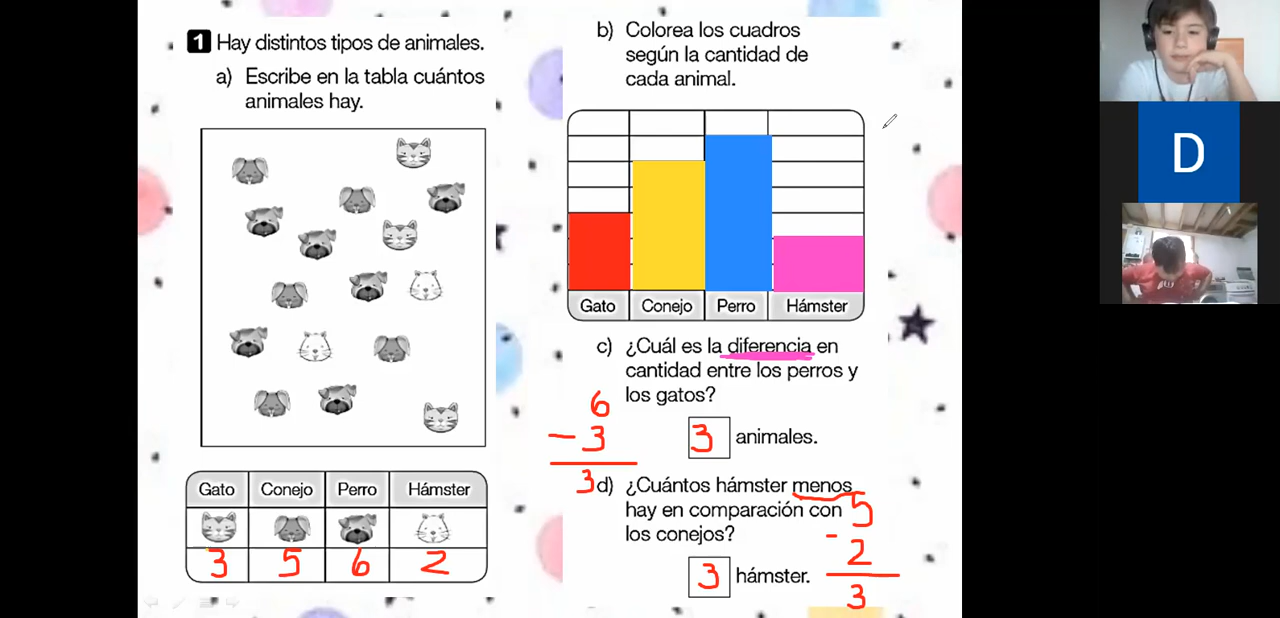 1 Hay distintos tipos de animales.
a) Escribe en la tabla cuántos
animales hay.
Gato Conejo Perro Hámster
3 5 6 2
b) Colorea los cuadros
según la cantidad de
cada animal.
Gato Conejo Perro Hámster
c) ¿Cuál es la diferencia en
cantidad entre los perros y
los gatos?
6
- 3
3
3 animales.
d) ¿Cuántos hámster menos
hay en comparación con
los conejos?
5
- 2
3
3 hámster.
D